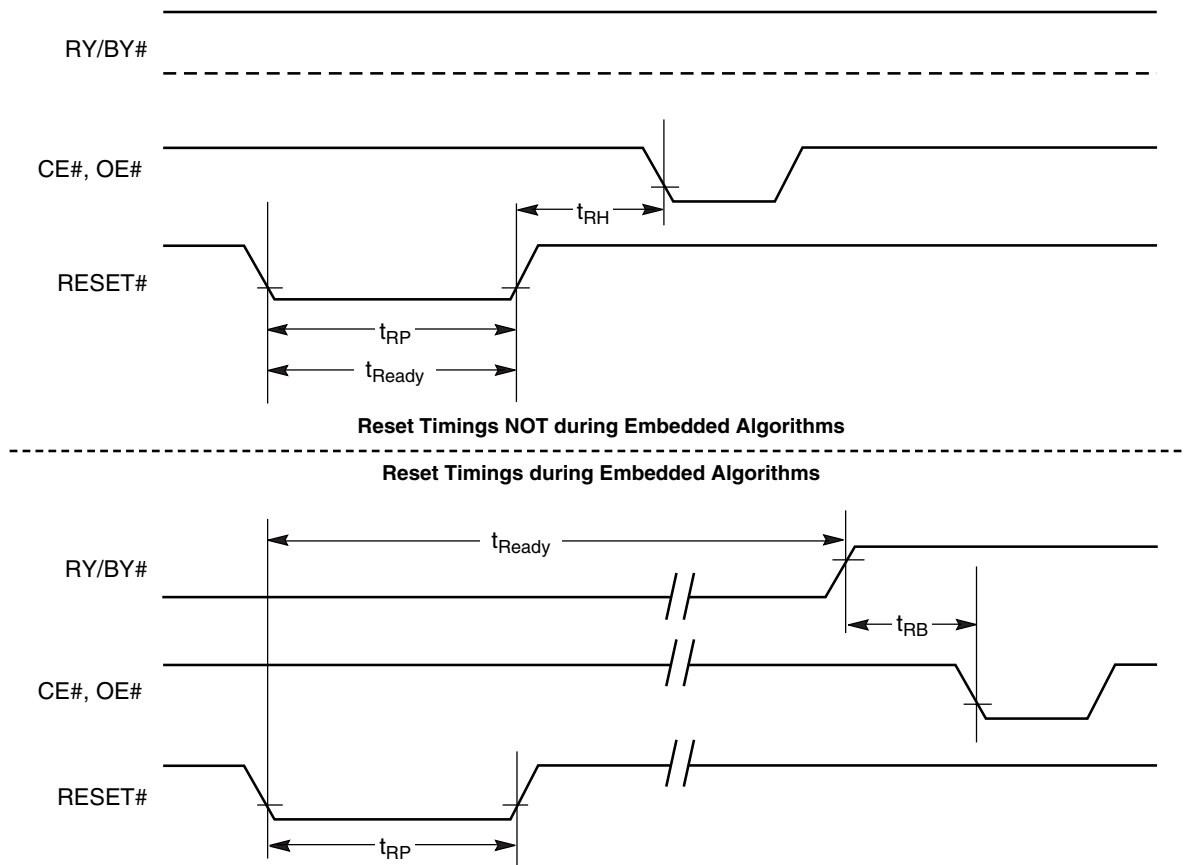 RY/BY#
CE#, OE#
tRH
RESET#
tRP
tReady
Reset Timings NOT during Embedded Algorithms
Reset Timings during Embedded Algorithms
tReady
RY/BY#
tRB
CE#, OE#
RESET#
tRP